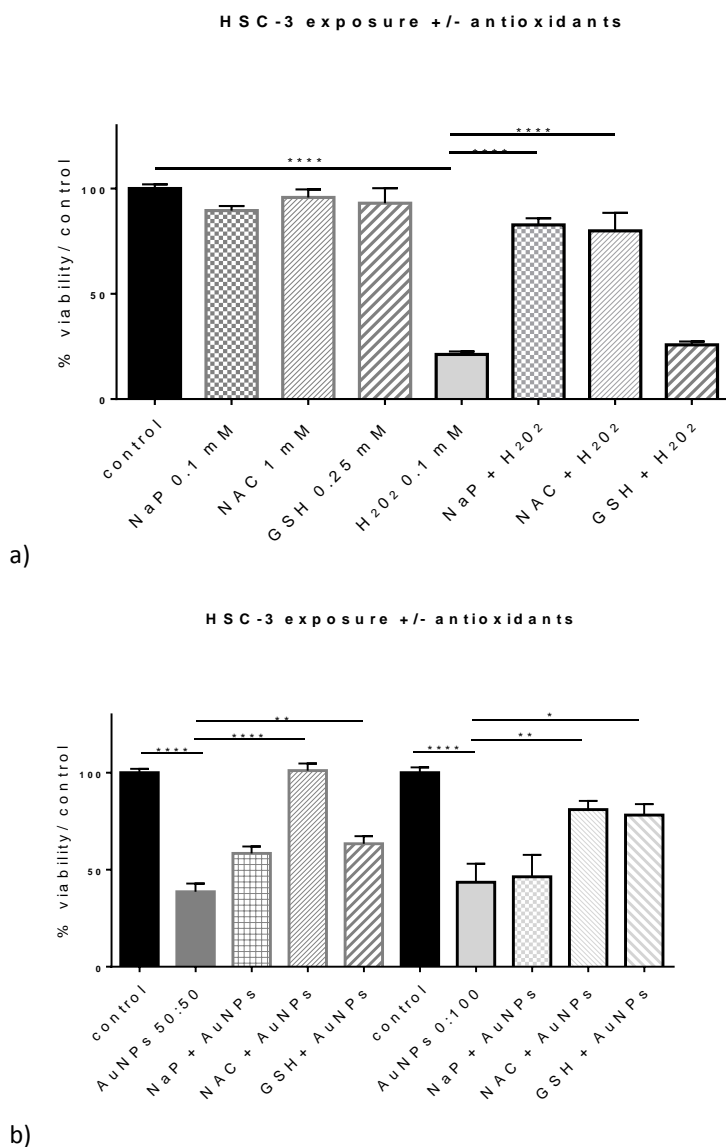 HSC-3 exposure +/- antioxidants
% viability/ control
100
50
0
****
****
****
control
NaP 0.1 mM
NAC 1 mM
GSH 0.25 mM
H₂O₂ 0.1 mM
NaP + H₂O₂
NAC + H₂O₂
GSH + H₂O₂
a)
HSC-3 exposure +/- antioxidants
% viability/ control
100
50
0
**
****
****
*
**
****
control
AuNPs 50:50
NaP + AuNPs
NAC + AuNPs
GSH+ AuNPs
control
AuNPs 0:100
NaP + AuNPs
NAC + AuNPs
GSH + AuNPs
b)